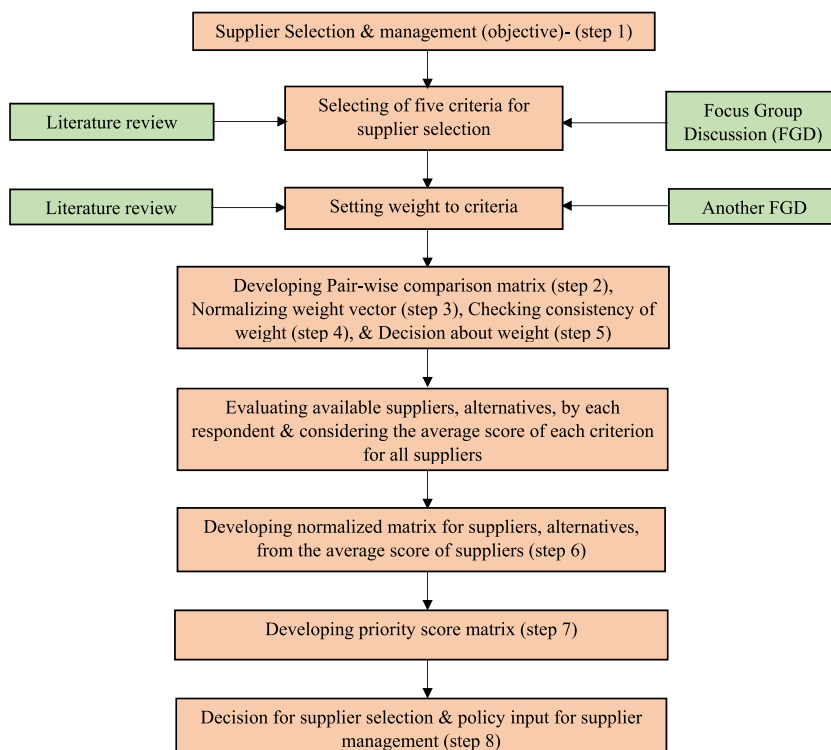 Supplier Selection & management (objective)- (step 1)
Literature review
Selecting of five criteria for
supplier selection
Focus Group
Discussion (FGD)
Literature review
Setting weight to criteria
Another FGD
Developing Pair-wise comparison matrix (step 2),
Normalizing weight vector (step 3), Checking consistency of
weight (step 4), & Decision about weight (step 5)
Evaluating available suppliers, alternatives, by each
respondent & considering the average score of each criterion
for all suppliers
Developing normalized matrix for suppliers, alternatives,
from the average score of suppliers (step 6)
Developing priority score matrix (step 7)
Decision for supplier selection & policy input for supplier
management (step 8)